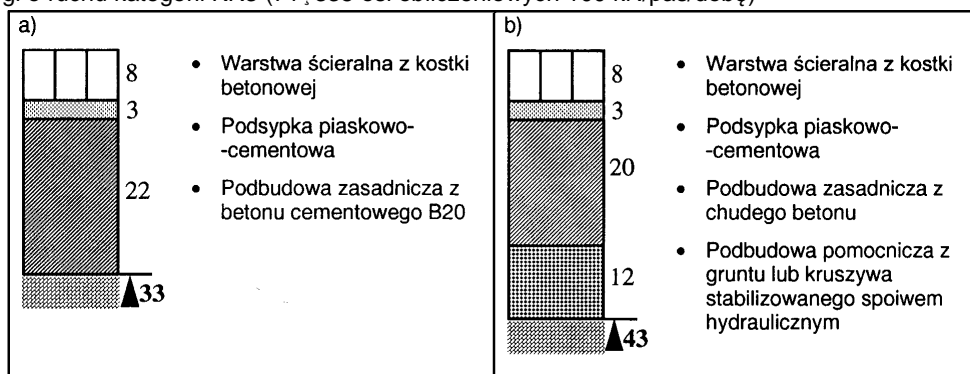 a)
8
3
22
33
• Warstwa ścieralna z kostki
betonowej
• Podsypka piaskowo-
-cementowa
• Podbudowa zasadnicza z
betonu cementowego B20
b)
8
3
20
12
43
• Warstwa ścieralna z kostki
betonowej
• Podsypka piaskowo-
-cementowa
• Podbudowa zasadnicza z
chudego betonu
• Podbudowa pomocnicza z
gruntu lub kruszywa
stabilizowanego spoiwem
hydraulicznym